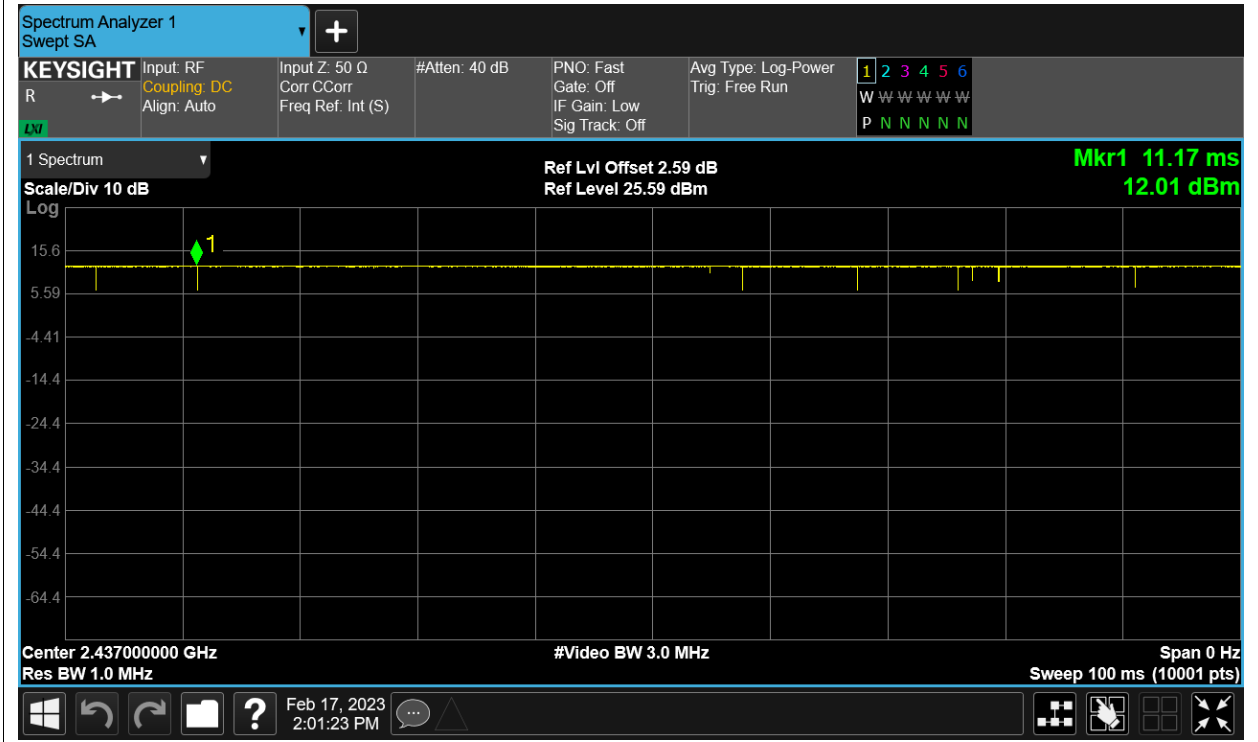 Spectrum Analyzer 1
Swept SA
+
KEYSIGHT
R
LXI
Input: RF
Coupling: DC
Align: Auto
Input Z: 50 Ω
Corr CCorr
Freq Ref: Int (S)
#Atten: 40 dB
PNO: Fast
Gate: Off
IF Gain: Low
Sig Track: Off
Avg Type: Log-Power
Trig: Free Run
1 2 3 4 5 6
W W W W W W
P N N N N N
1 Spectrum
Scale/Div 10 dB
Log
Ref Lvl Offset 2.59 dB
Ref Level 25.59 dBm
Mkr1 11.17 ms
12.01 dBm
1
15.6
5.59
-4.41
-14.4
-24.4
-34.4
-44.4
-54.4
-64.4
Center 2.437000000 GHz
Res BW 1.0 MHz
#Video BW 3.0 MHz
Span 0 Hz
Sweep 100 ms (10001 pts)
?
Feb 17, 2023
2:01:23 PM